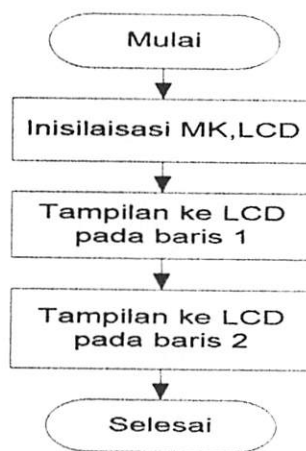 Mulai
Inisilaisasi MK,LCD
Tampilan ke LCD
pada baris 1
Tampilan ke LCD
pada baris 2
Selesai